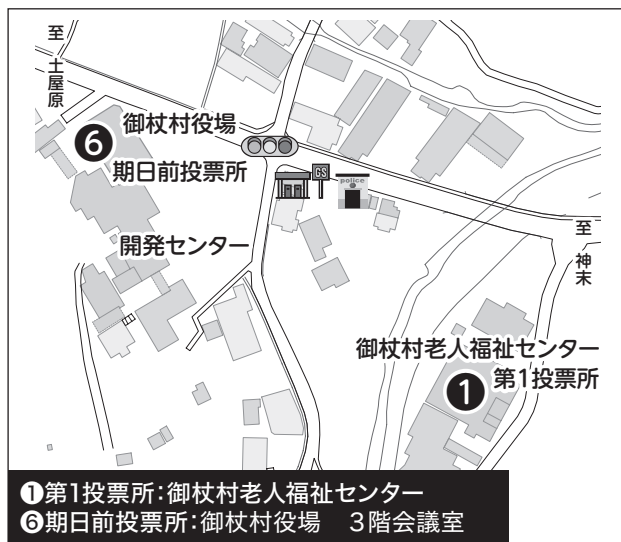 至土屋原
❻
御杖村役場
期日前投票所
GS
police
開発センター
至神末
御杖村老人福祉センター
第1投票所
❶
❶第1投票所:御杖村老人福祉センター
❻期日前投票所:御杖村役場　3階会議室